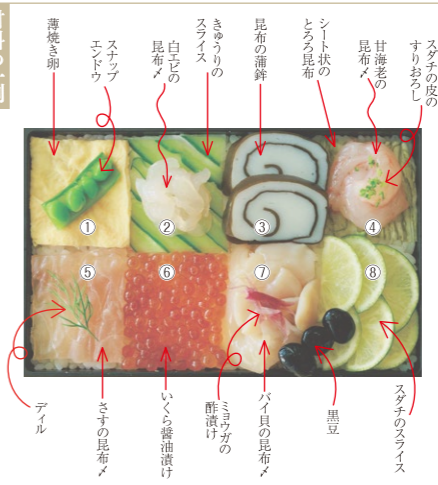 スダチの皮の
すりおろし
甘海老の
昆布〆
シート状の
とろろ昆布
昆布の蒲鉾
きゅうりの
スライス
白エビの
昆布〆
スナップ
エンドウ
薄焼き卵
①
②
③
④
⑤
⑥
⑦
⑧
スダチのスライス
黒豆
バイ貝の昆布〆
ミョウガの
酢漬け
いくら醤油漬け
さすの昆布〆
ディル